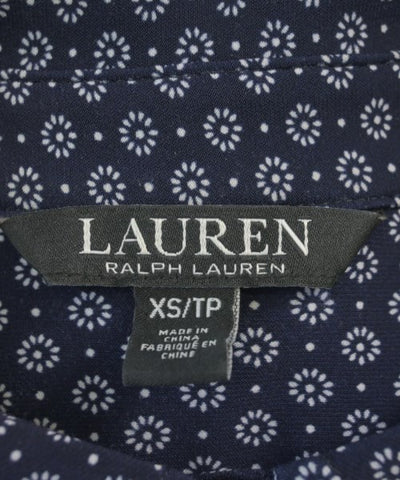 LAUREN
RALPH LAUREN
XS/TP
MADE IN
CHINA
FABRIQUÉ EN
CHINE